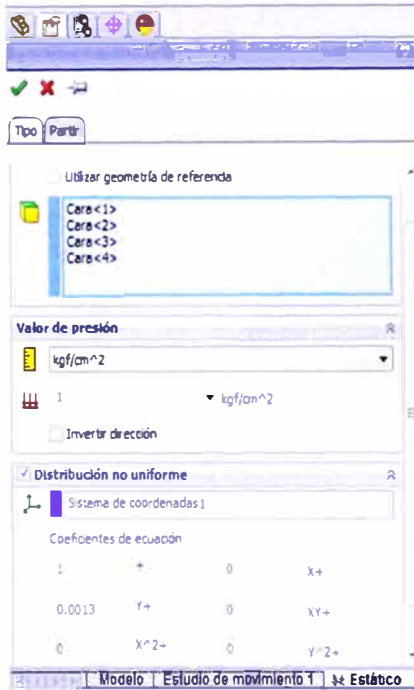 Tipo Partir
Utilizar geometría de referencia
Cara<1>
Cara<2>
Cara<3>
Cara<4>
Valor de presión
kgf/cm^2
1 kgf/cm^2
Invertir dirección
Distribución no uniforme
Sistema de coordenadas 1
Coeficientes de ecuación
1 + 0 X+
0.0013 Y+ 0 XY+
0 X^2+ 0 Y^2+
Modelo Estudio de movimiento 1 Estático